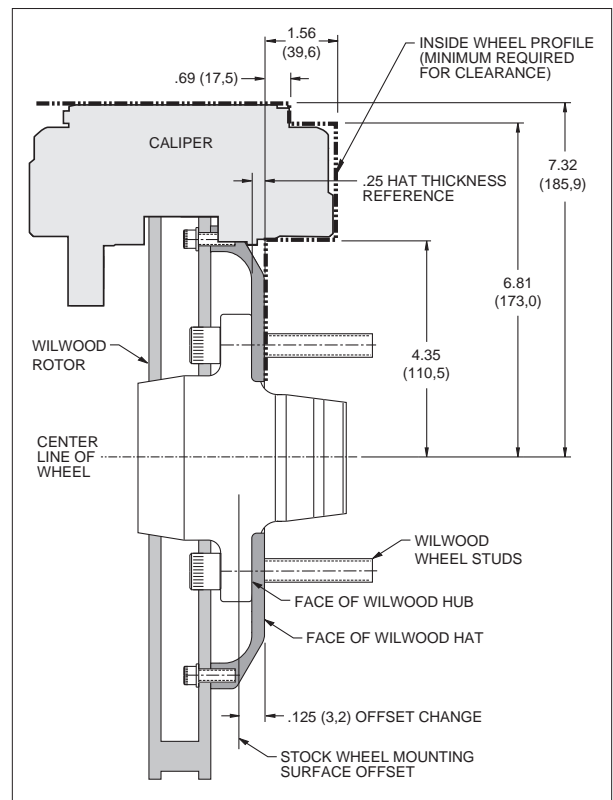 1.56
(39,6)
INSIDE WHEEL PROFILE
(MINIMUM REQUIRED
FOR CLEARANCE)
.69 (17,5)
CALIPER
7.32
(185,9)
.25 HAT THICKNESS
REFERENCE
6.81
(173,0)
WILWOOD
ROTOR
4.35
(110,5)
CENTER
LINE OF
WHEEL
WILWOOD
WHEEL STUDS
FACE OF WILWOOD HUB
FACE OF WILWOOD HAT
.125 (3,2) OFFSET CHANGE
STOCK WHEEL MOUNTING
SURFACE OFFSET